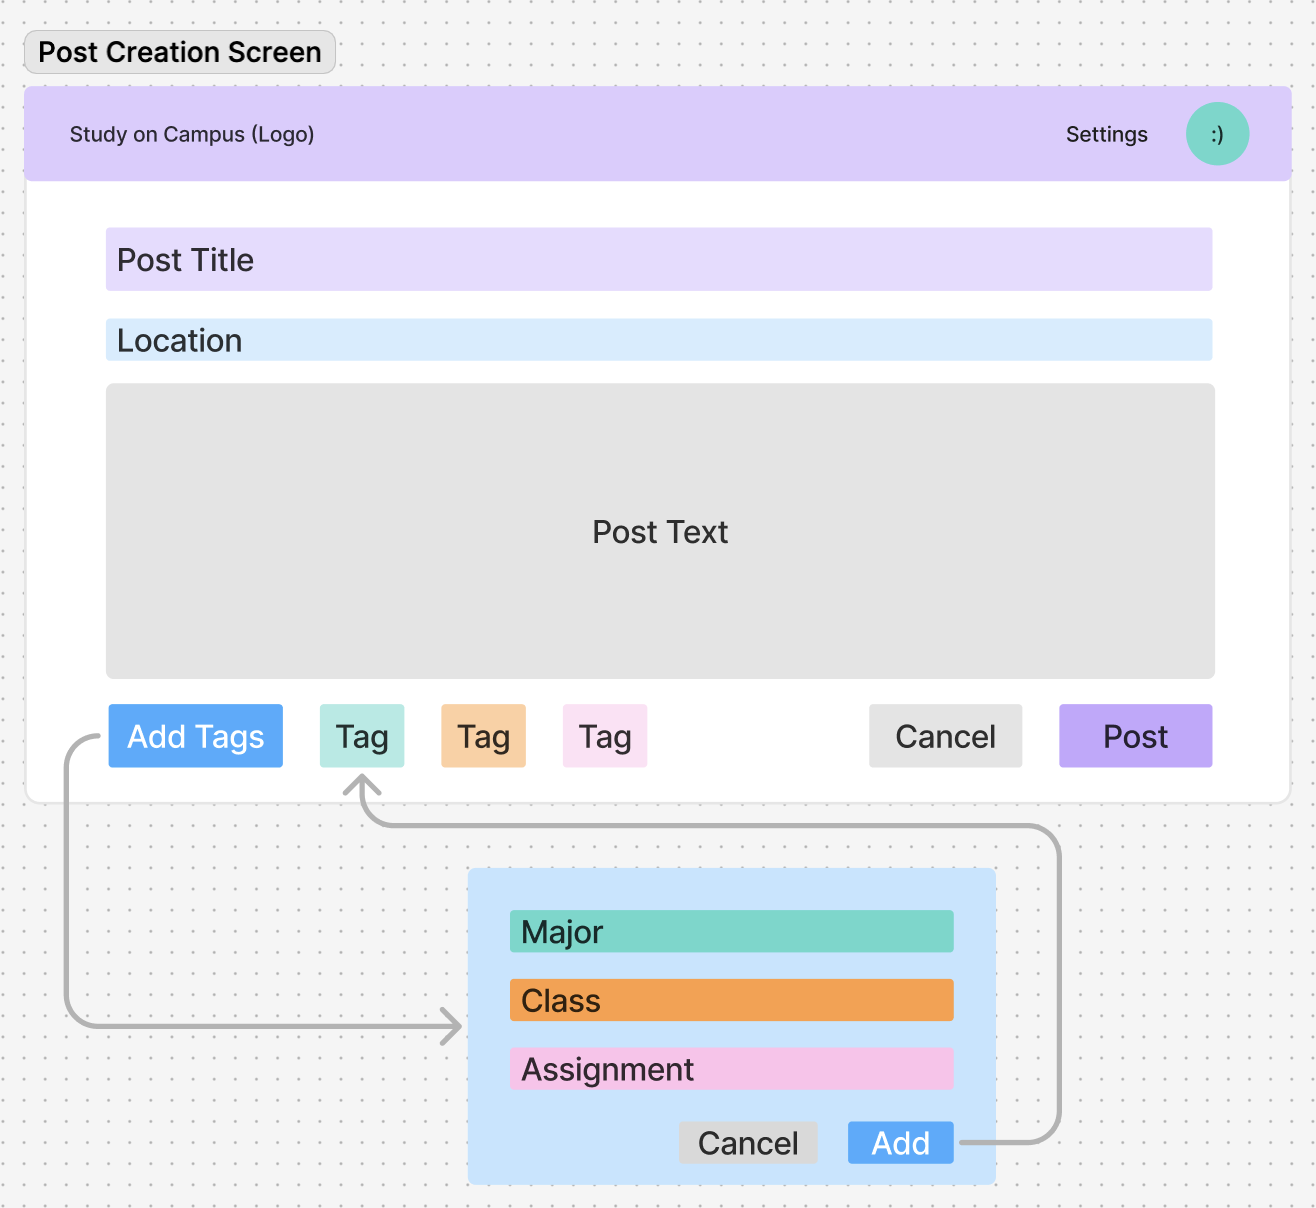 Post Creation Screen
Study on Campus (Logo)
Settings
:)
Post Title
Location
Post Text
Add Tags
Tag
Tag
Tag
Cancel
Post
Major
Class
Assignment
Cancel
Add